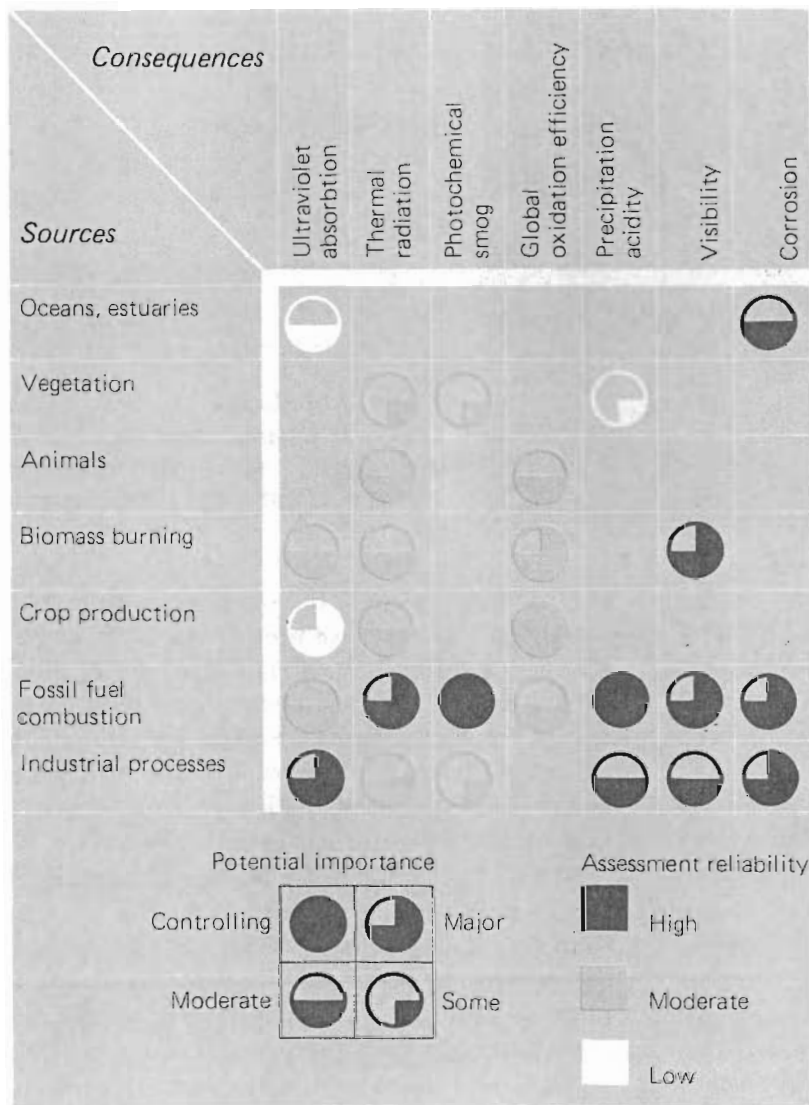 Consequences
Sources
Ultraviolet
absorbtion
Thermal
radiation
Photochemical
smog
Global
oxidation efficiency
Precipitation
acidity
Visibility
Corrosion
Oceans, estuaries
Vegetation
Animals
Biomass burning
Crop production
Fossil fuel
combustion
Industrial processes
Potential importance
Controlling
Major
Moderate
Some
Assessment reliability
High
Moderate
Low